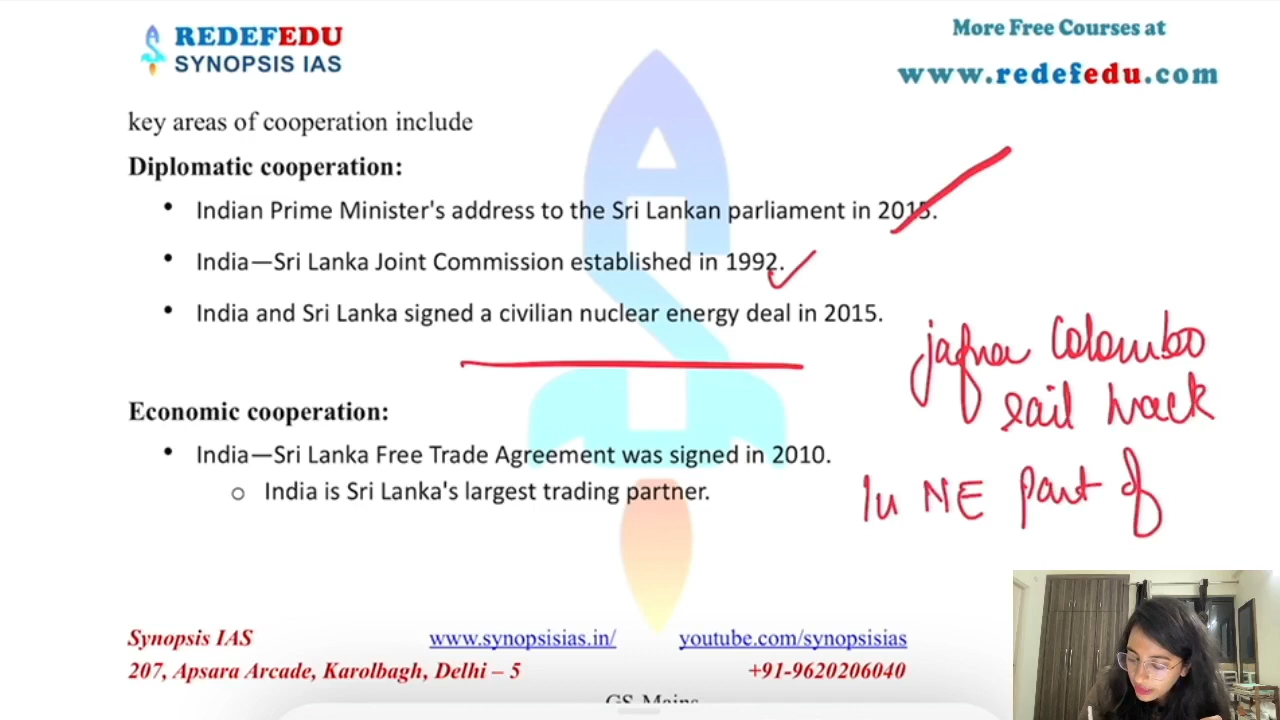 REDEFEDU
SYNOPSIS IAS
More Free Courses at
www.redefedu.com
key areas of cooperation include
Diplomatic cooperation:
• Indian Prime Minister's address to the Sri Lankan parliament in 2015.
• India—Sri Lanka Joint Commission established in 1992.
• India and Sri Lanka signed a civilian nuclear energy deal in 2015.
jafna Colombo
rail track
In NE part of
Economic cooperation:
• India—Sri Lanka Free Trade Agreement was signed in 2010.
o India is Sri Lanka's largest trading partner.
Synopsis IAS
www.synopsisias.in/
youtube.com/synopsisias
207, Apsara Arcade, Karolbagh, Delhi – 5
+91-9620206040
GS Mains